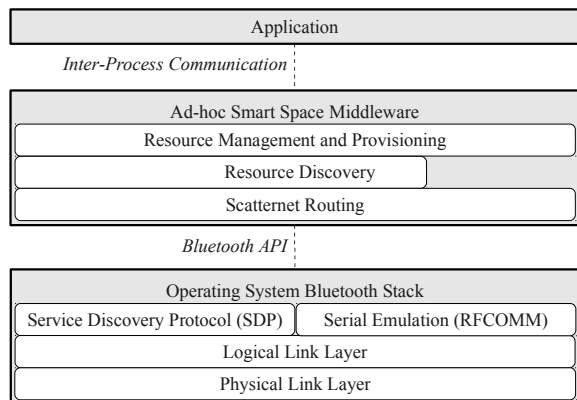 Application
Inter-Process Communication
Ad-hoc Smart Space Middleware
Resource Management and Provisioning
Resource Discovery
Scatternet Routing
Bluetooth API
Operating System Bluetooth Stack
Service Discovery Protocol (SDP) Serial Emulation (RFCOMM)
Logical Link Layer
Physical Link Layer